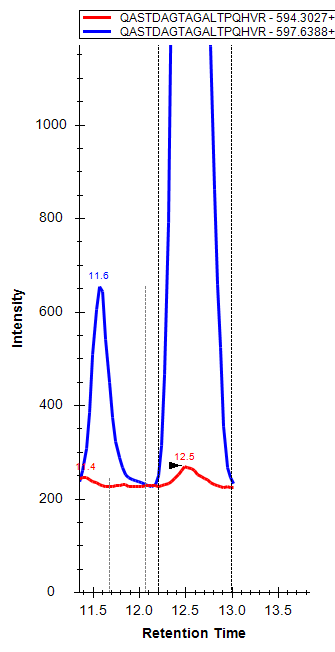 QASTDAGTAGALTPQHVR - 594.3027+
QASTDAGTAGALTPQHVR - 597.6388+
1000
800
11.6
600
400
12.5
11.4
200
0
11.5 12.0 12.5 13.0 13.5
Intensity
Retention Time